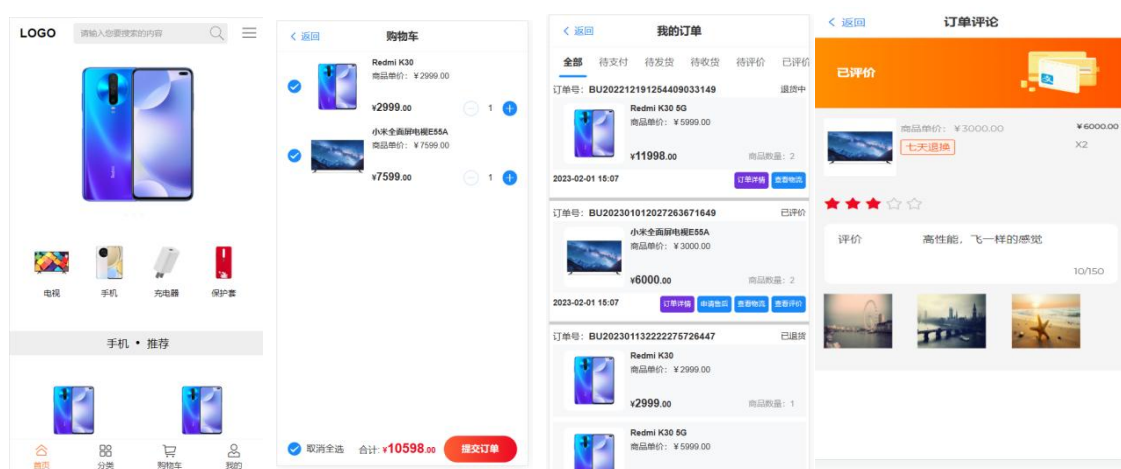 LOGO
请输入您要搜索的内容
电视
手机
充电器
保护套
手机 • 推荐
首页
分类
购物车
我的
返回
购物车
Redmi K30
商品单价: ¥2999.00
¥2999.00
1
小米全面屏电视E55A
商品单价: ¥7599.00
¥7599.00
1
取消全选
合计: ¥10598.00
提交订单
返回
我的订单
全部 待支付 待发货 待收货 待评价 已评价
订单号: BU202212191254409033149 退货中
Redmi K30 5G
商品单价: ¥5999.00
¥11998.00 商品数量: 2
2023-02-01 15:07 订单详情 查看物流
订单号: BU202301012027263671649 已评价
小米全面屏电视E55A
商品单价: ¥3000.00
¥6000.00 商品数量: 2
2023-02-01 15:07 订单详情 申请售后 查看物流 查看评价
订单号: BU202301132222275726447 已退货
Redmi K30
商品单价: ¥2999.00
¥2999.00 商品数量: 1
Redmi K30 5G
商品单价: ¥5999.00
返回
订单评论
已评价
商品单价: ¥3000.00 ¥6000.00
七天退换 X2
评价 高性能，飞一样的感觉
10/150